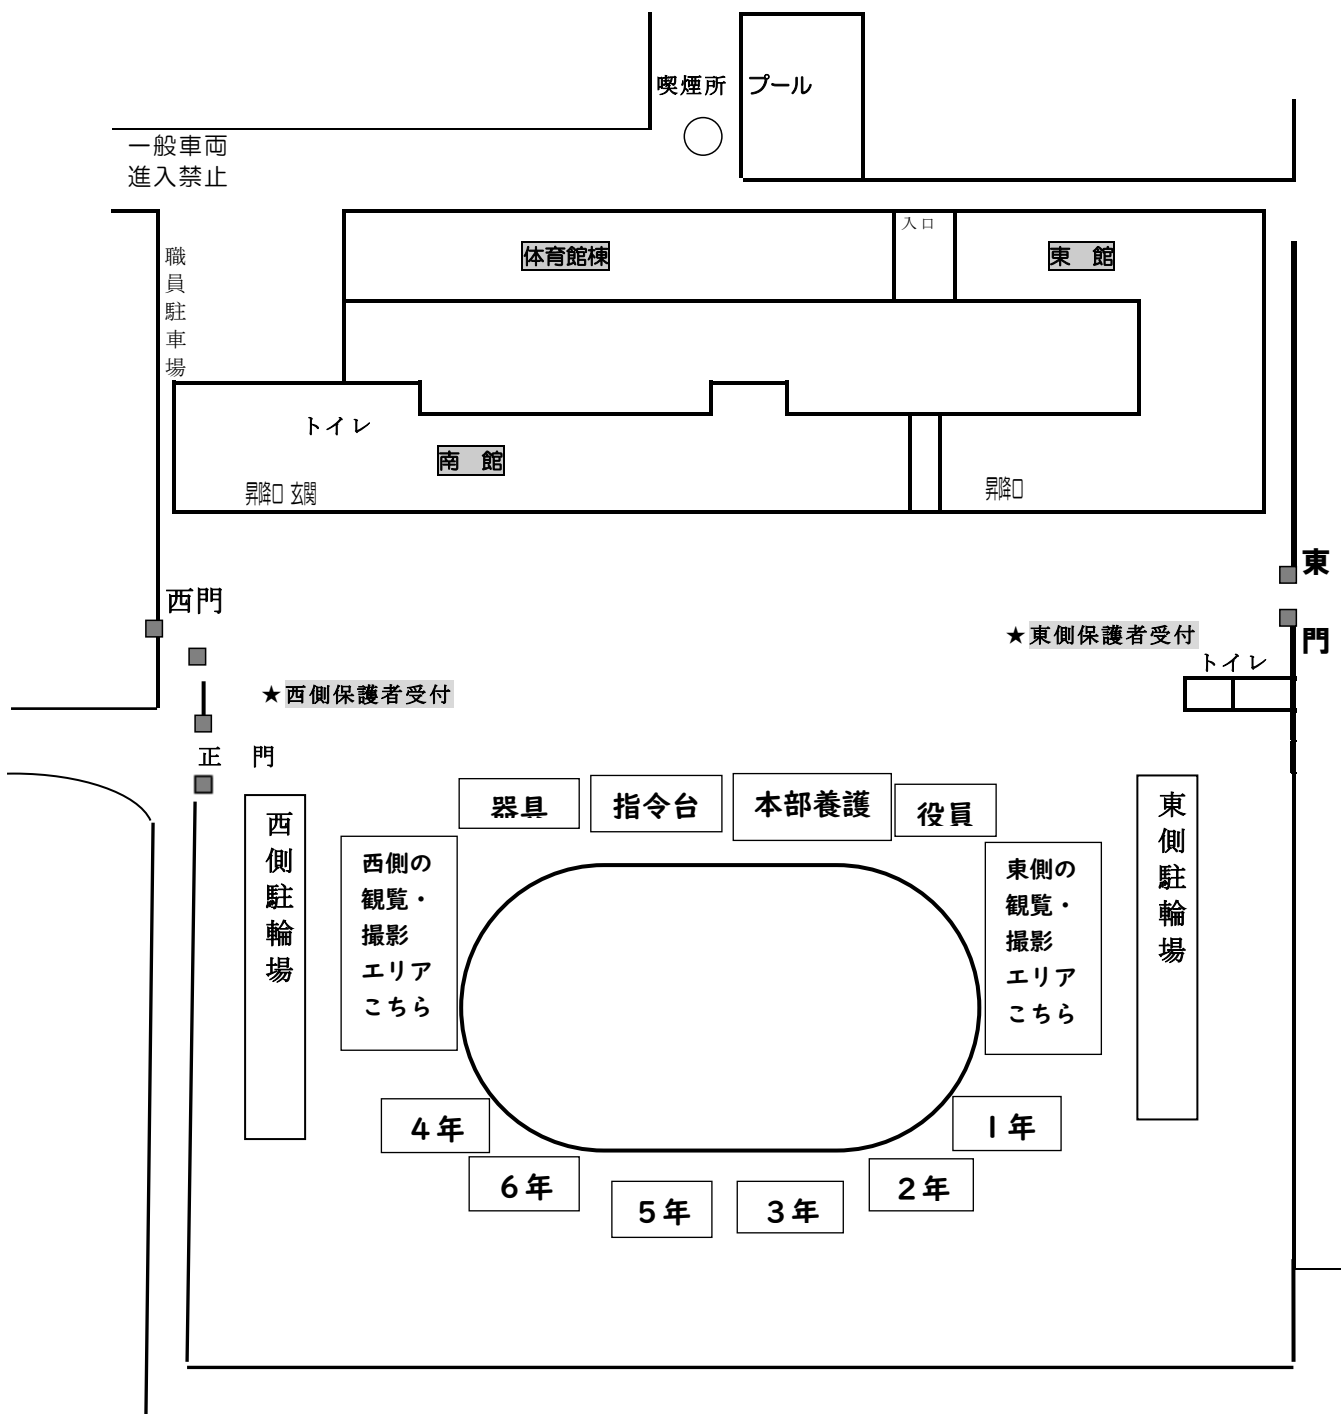 喫煙所
プール
一般車両
進入禁止
入口
体育館棟
東　館
職員駐車場
トイレ
南　館
昇降口 玄関
昇降口
東門
西門
★東側保護者受付
トイレ
★西側保護者受付
正　門
器具
指令台
本部養護
役員
西側駐輪場
東側駐輪場
西側の
観覧・
撮影
エリア
こちら
東側の
観覧・
撮影
エリア
こちら
4年
1年
6年
2年
5年
3年